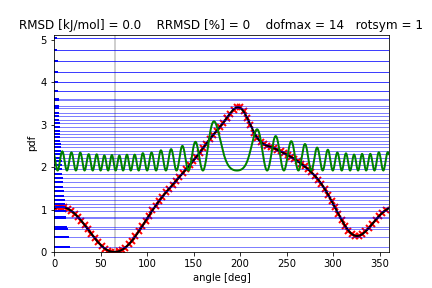 RMSD [kJ/mol] = 0.0 RRMSD [%] = 0 dofmax = 14 rotsym = 1
5
4
3
2
1
0
pdf
0 50 100 150 200 250 300 350
angle [deg]